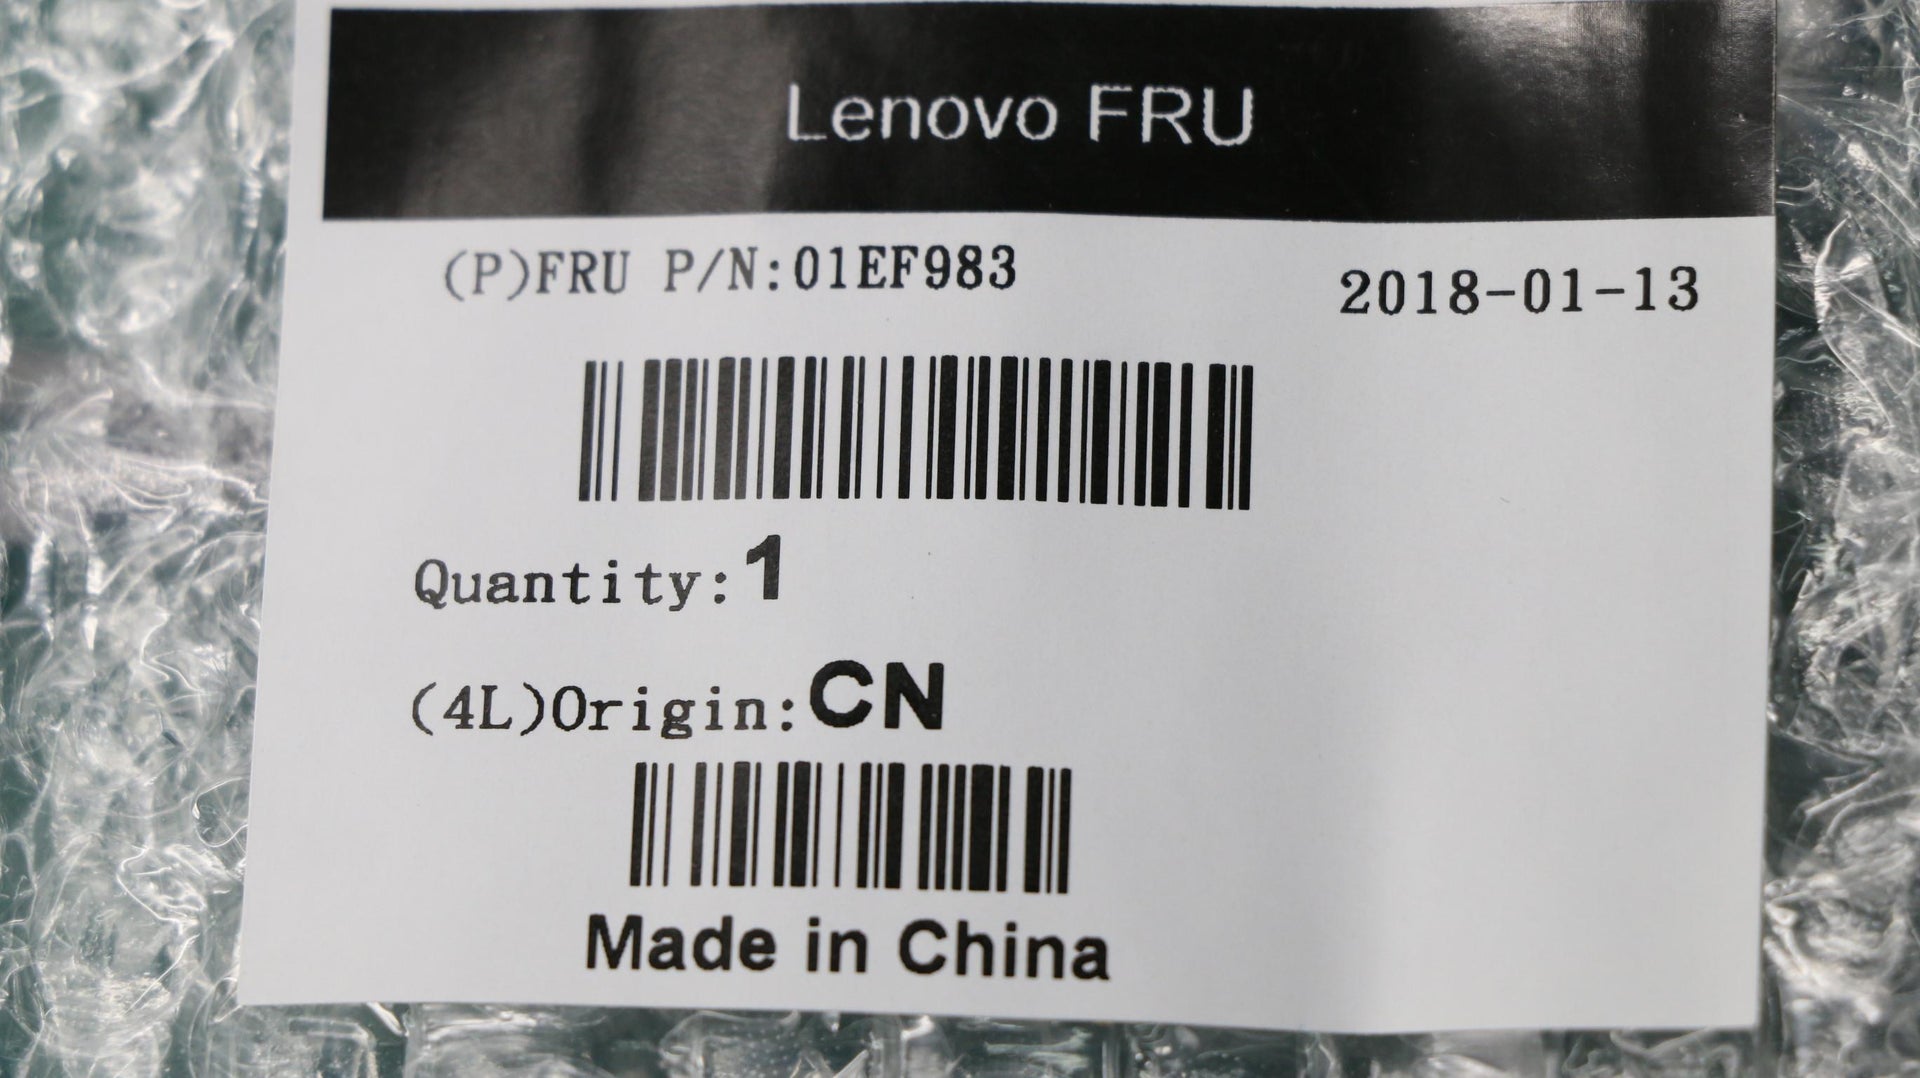 Lenovo FRU
(P)FRU P/N:01EF983
2018-01-13
Quantity:1
(4L)Origin:CN
Made in China